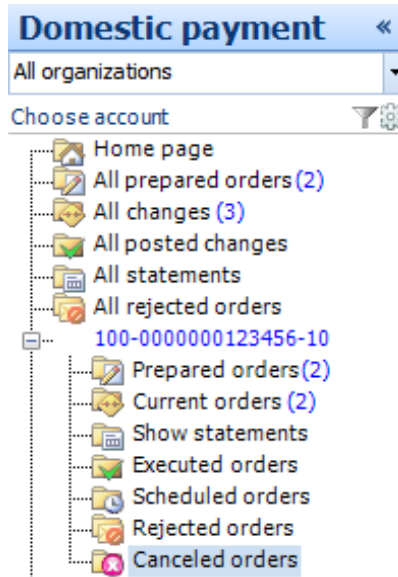 Domestic payment «
All organizations
Choose account
Home page
All prepared orders (2)
All changes (3)
All posted changes
All statements
All rejected orders
100-0000000123456-10
Prepared orders (2)
Current orders (2)
Show statements
Executed orders
Scheduled orders
Rejected orders
Canceled orders